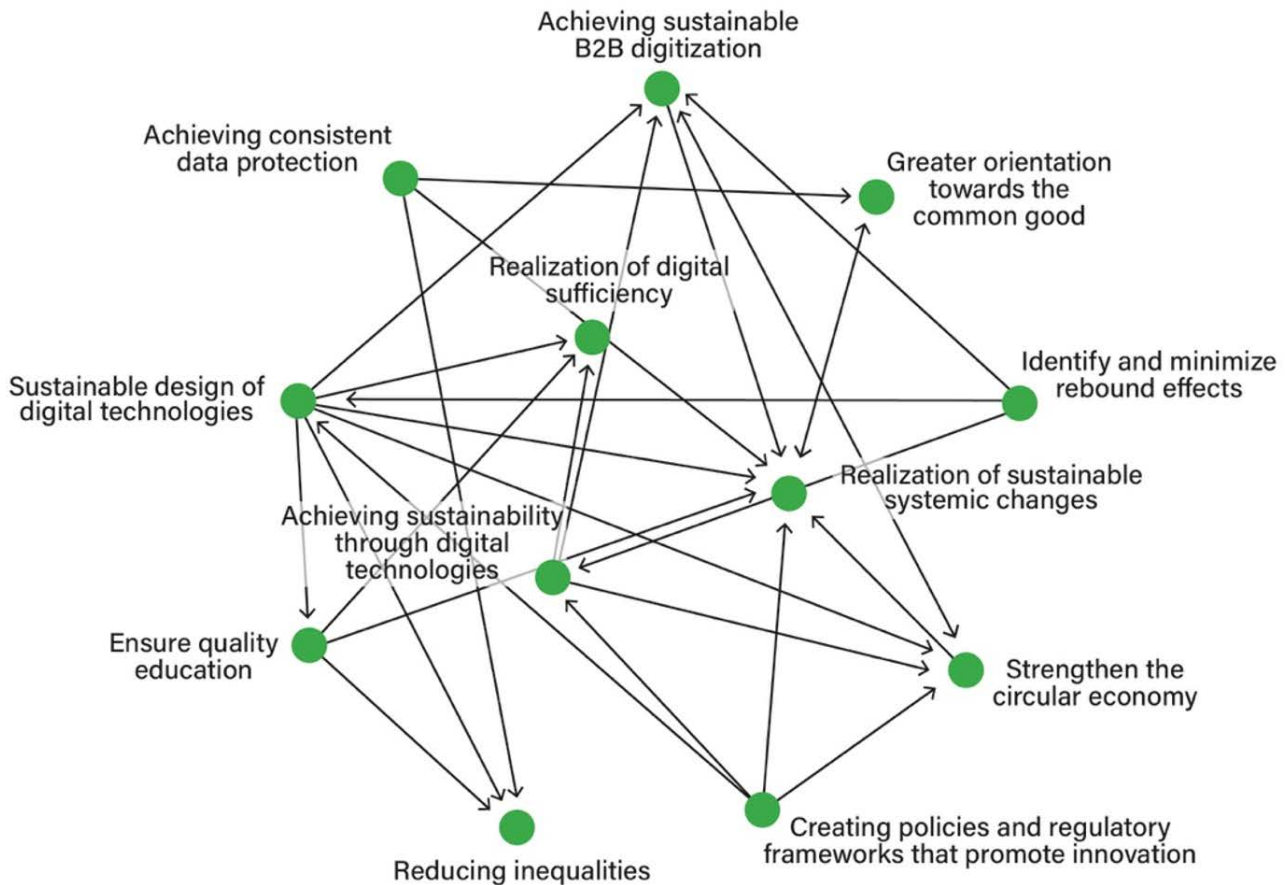 Achieving sustainable
B2B digitization
Achieving consistent
data protection
Greater orientation
towards the
common good
Realization of digital
sufficiency
Identify and minimize
rebound effects
Sustainable design of
digital technologies
Realization of sustainable
systemic changes
Achieving sustainability
through digital
technologies
Ensure quality
education
Strengthen the
circular economy
Creating policies and regulatory
frameworks that promote innovation
Reducing inequalities